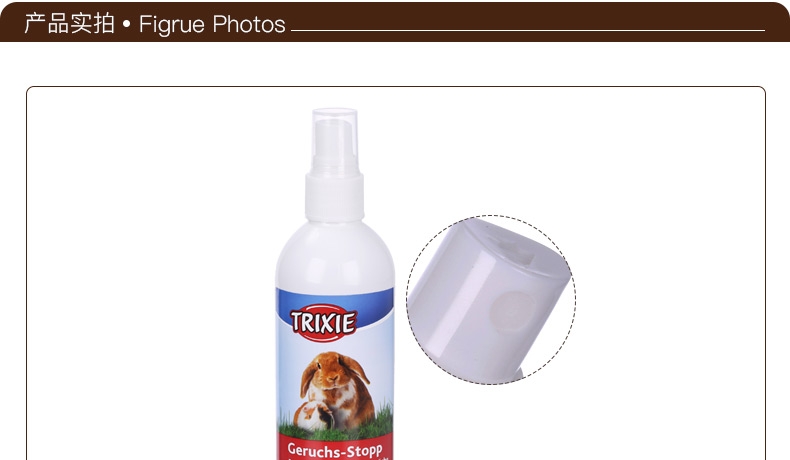 产品实拍 • Figrue Photos
TRIXIE
Geruchs-Stopp